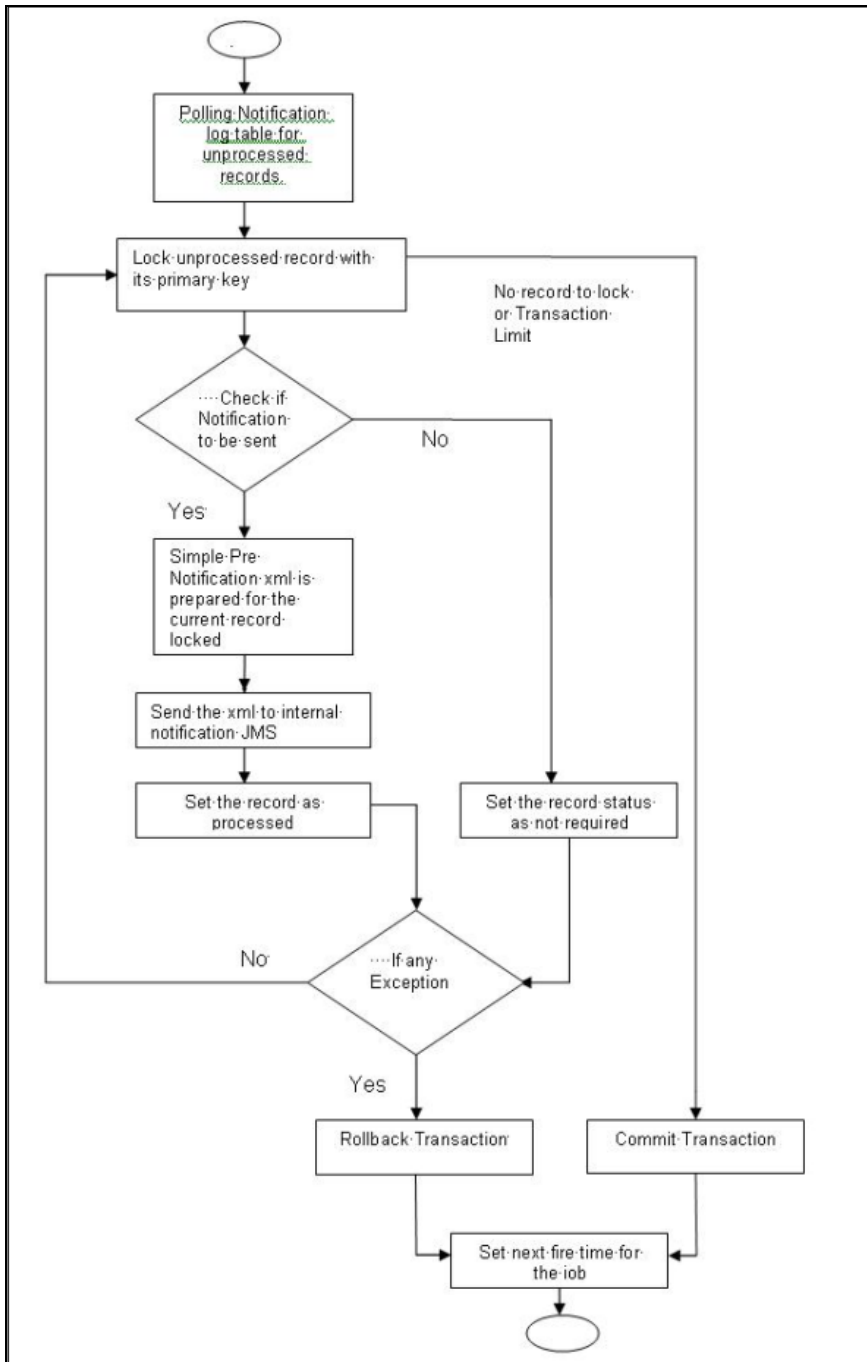 Polling Notification
log table for
unprocessed
records.
Lock unprocessed record with
its primary key
No record to lock
or Transaction
Limit
Check if
Notification
to be sent
No
Yes
Simple Pre
Notification xml is
prepared for the
current record
locked
Send the xml to internal
notification JMS
Set the record as
processed
Set the record status
as not required
No
If any
Exception
Yes
Rollback Transaction
Commit Transaction
Set next fire time for
the iob